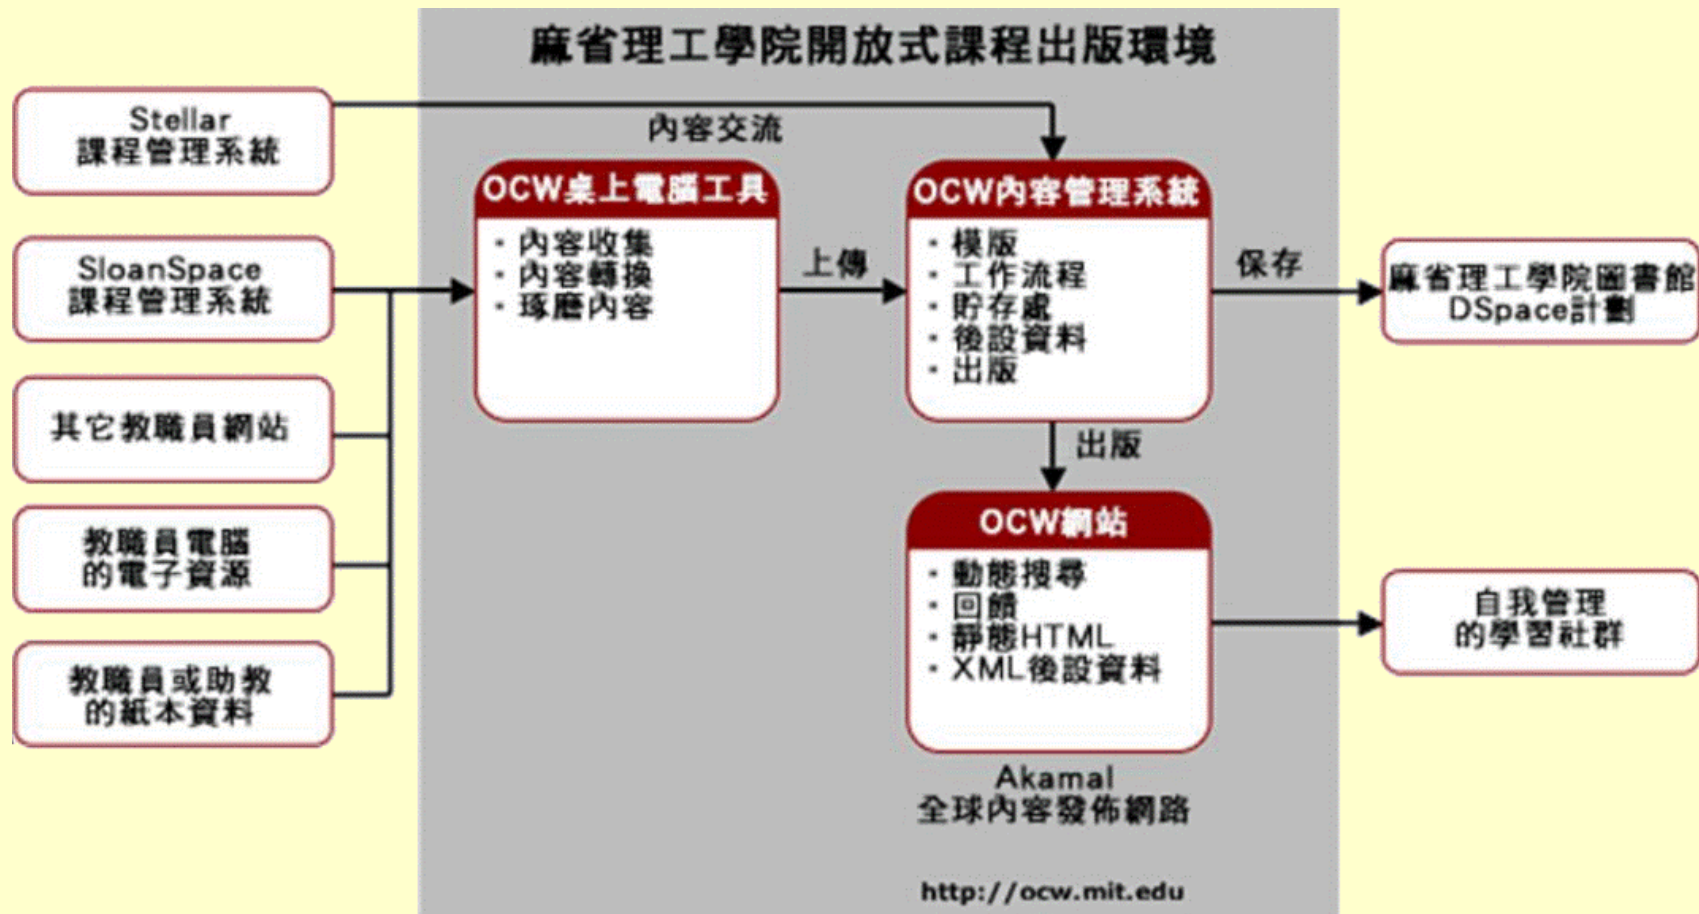 麻省理工學院開放式課程出版環境
Stellar
課程管理系統
SloanSpace
課程管理系統
其它教職員網站
教職員電腦
的電子資源
教職員或助教
的紙本資料
內容交流
OCW桌上電腦工具
· 內容收集
· 內容轉換
· 琢磨內容
上傳
OCW內容管理系統
· 模版
· 工作流程
· 貯存處
· 後設資料
· 出版
保存
麻省理工學院圖書館
DSpace計劃
出版
OCW網站
· 動態搜尋
· 回饋
· 靜態HTML
· XML後設資料
自我管理
的學習社群
Akamal
全球內容發佈網路
http://ocw.mit.edu